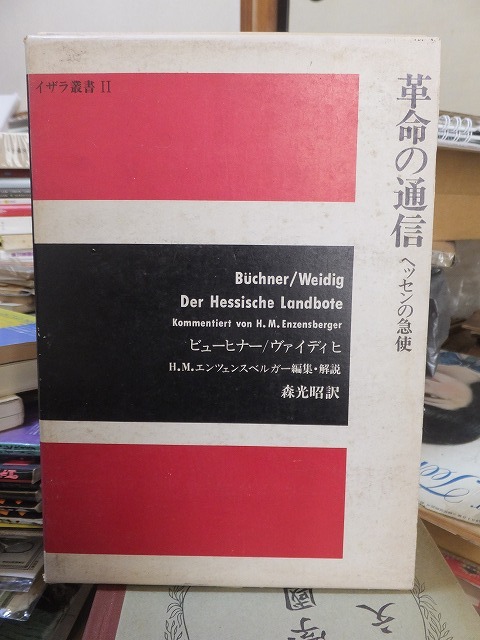 イザラ叢書 II
革命の通信
ヘッセンの急使
Büchner/Weidig
Der Hessische Landbote
Kommentiert von H. M. Enzensberger
ビューヒナー/ヴァイディヒ
H.M.エンツェンスベルガー編集・解説
森光昭訳